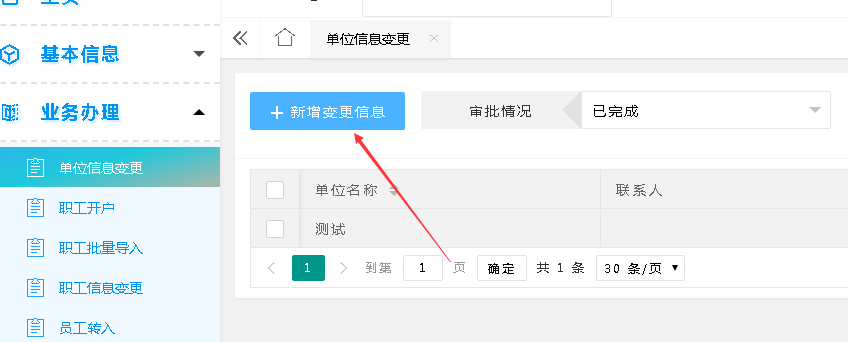 单位信息变更
基本信息
业务办理
单位信息变更
职工开户
职工批量导入
职工信息变更
员工转入
新增变更信息
审批情况
已完成
单位名称 联系人
测试
1 到第 1 页 确定 共 1 条 30 条/页